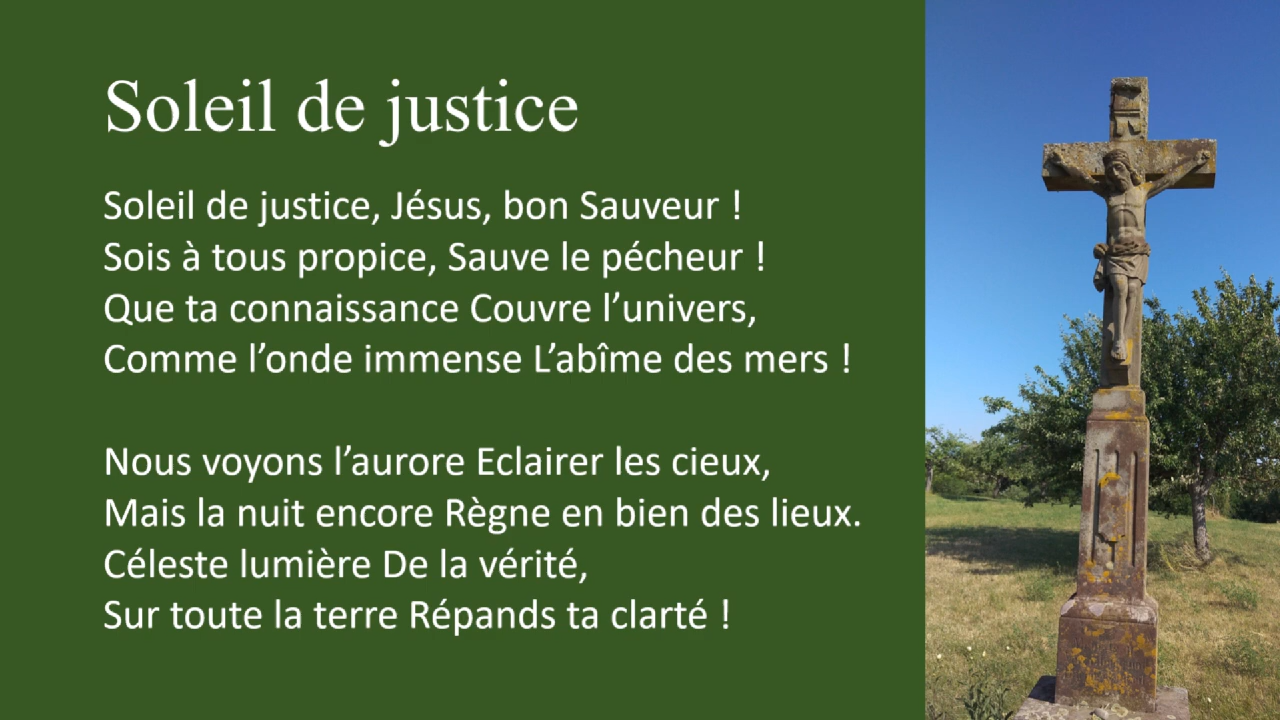 Soleil de justice
Soleil de justice, Jésus, bon Sauveur !
Sois à tous propice, Sauve le pécheur !
Que ta connaissance Couvre l’univers,
Comme l’onde immense L’abîme des mers !
Nous voyons l’aurore Eclairer les cieux,
Mais la nuit encore Règne en bien des lieux.
Céleste lumière De la vérité,
Sur toute la terre Répands ta clarté !